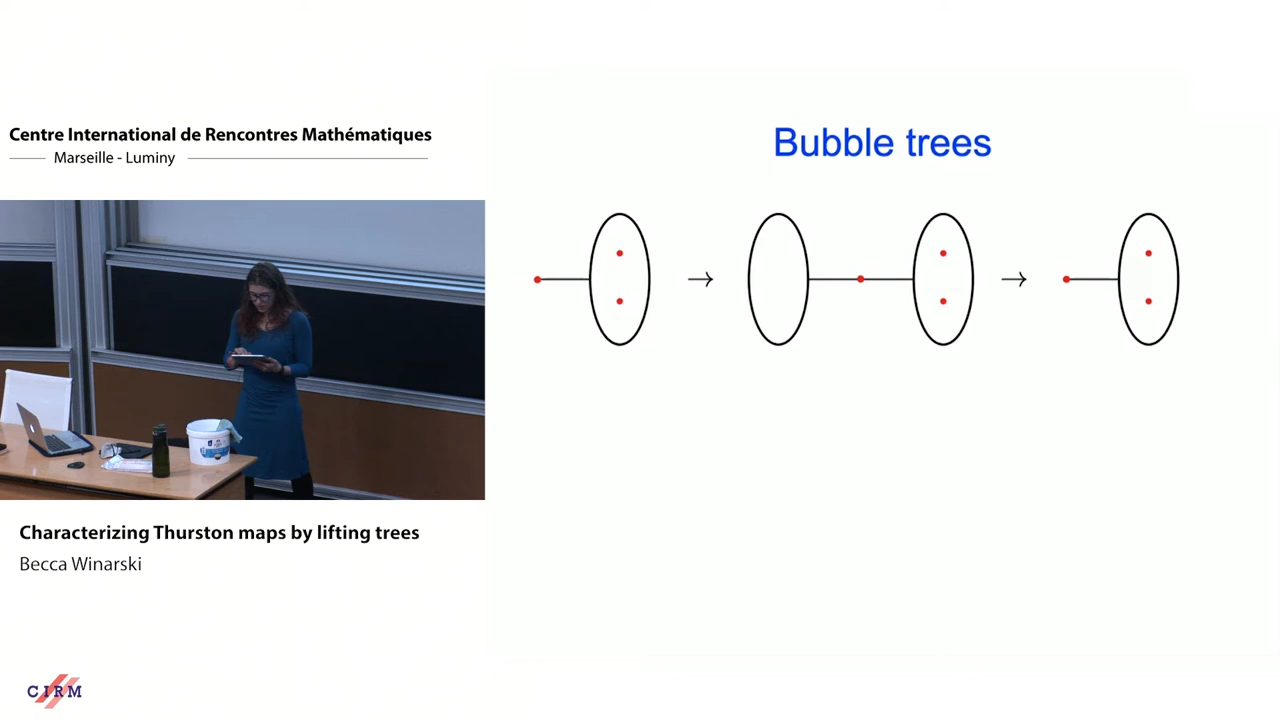 Centre International de Rencontres Mathématiques
Marseille - Luminy
Bubble trees
Characterizing Thurston maps by lifting trees
Becca Winarski
CIRM